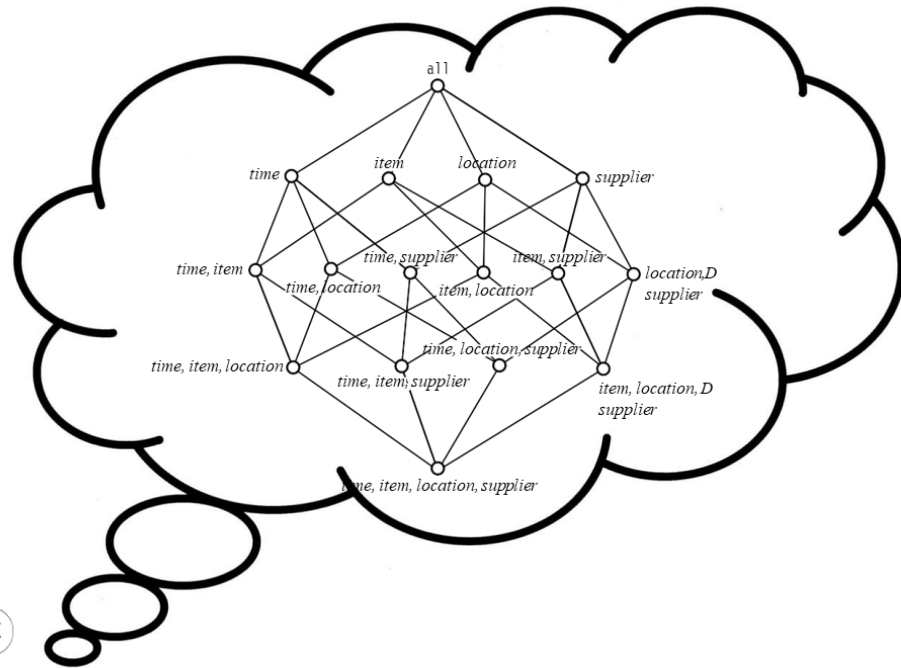 all
time
item
location
supplier
time, item
time, location
time, supplier
item, location
item, supplier
location,D
supplier
time, item, location
time, item, supplier
time, location, supplier
item, location, D
supplier
time, item, location, supplier